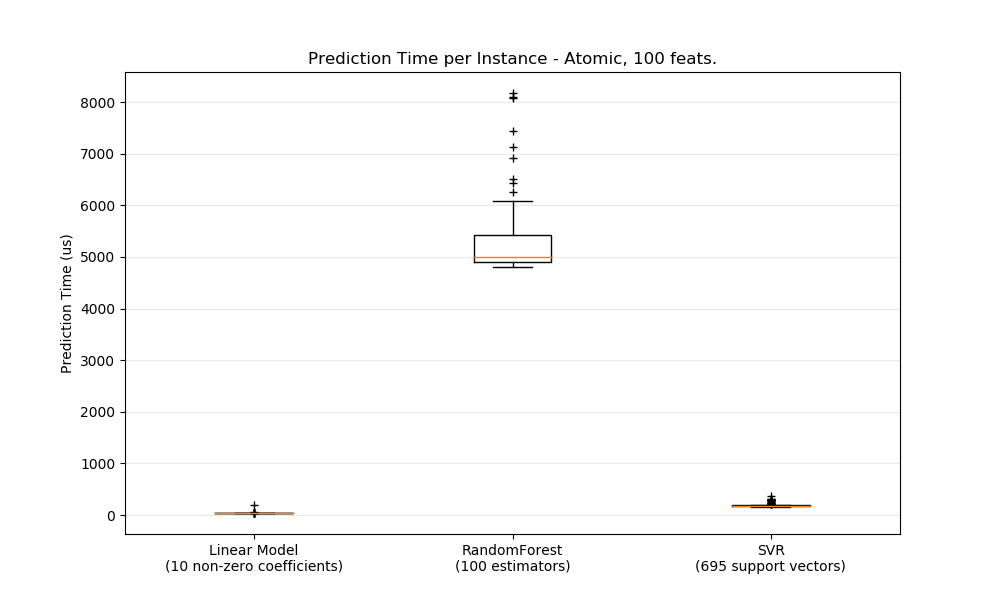 Prediction Time per Instance - Atomic, 100 feats.
Prediction Time (us)
8000
7000
6000
5000
4000
3000
2000
1000
0
Linear Model
(10 non-zero coefficients)
RandomForest
(100 estimators)
SVR
(695 support vectors)